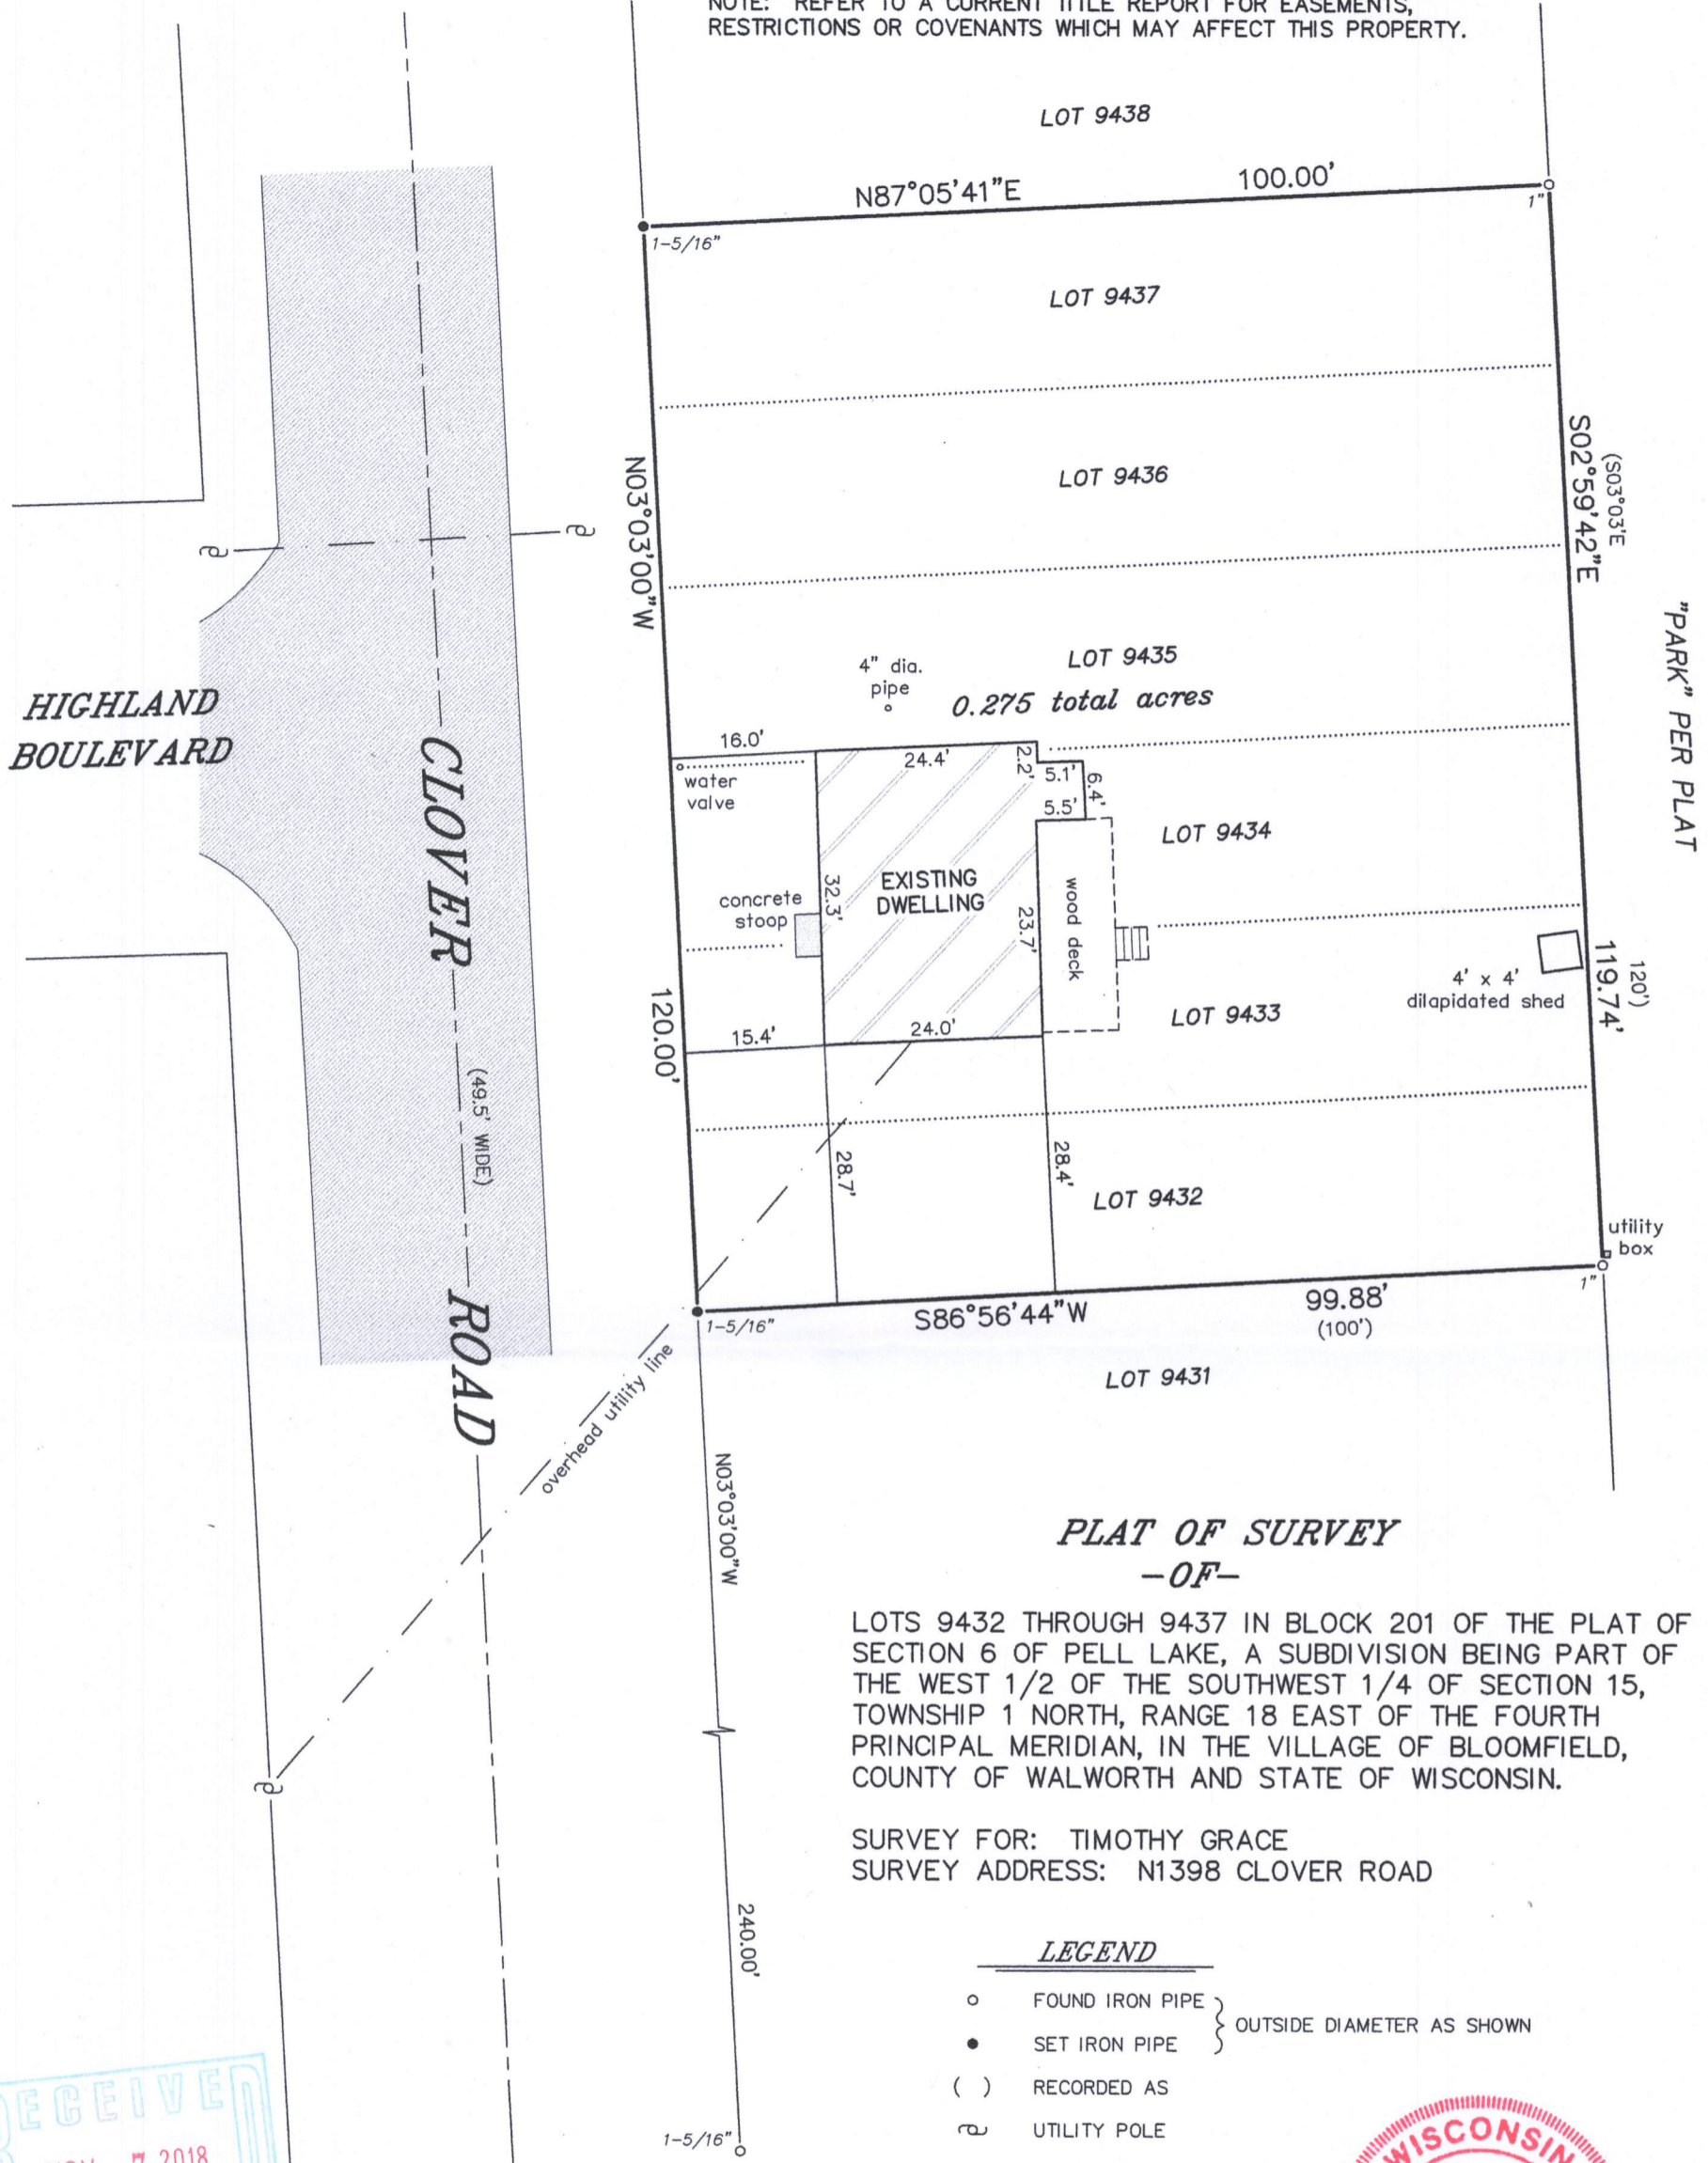 NOTE: REFER TO A CURRENT TITLE REPORT FOR EASEMENTS,
RESTRICTIONS OR COVENANTS WHICH MAY AFFECT THIS PROPERTY.
LOT 9438
N87°05'41"E 100.00'
1"
1-5/16"
LOT 9437
LOT 9436
N03°03'00"W
(S03°03'E
S02°59'42"E
"PARK" PER PLAT
LOT 9435
4" dia.
pipe
0.275 total acres
HIGHLAND
BOULEVARD
CLOVER
ROAD
(49.5' WIDE)
16.0'
water
valve
24.4'
2.2'
5.1'
6.4'
5.5'
LOT 9434
concrete
stoop
32.3'
EXISTING
DWELLING
23.7'
wood deck
4' x 4'
dilapidated shed
120')
119.74'
LOT 9433
120.00'
15.4'
24.0'
28.7'
28.4'
LOT 9432
utility
box
1"
1-5/16"
S86°56'44"W
99.88'
(100')
LOT 9431
overhead utility line
N03°03'00"W
240.00'
1-5/16"
PLAT OF SURVEY
-OF-
LOTS 9432 THROUGH 9437 IN BLOCK 201 OF THE PLAT OF
SECTION 6 OF PELL LAKE, A SUBDIVISION BEING PART OF
THE WEST 1/2 OF THE SOUTHWEST 1/4 OF SECTION 15,
TOWNSHIP 1 NORTH, RANGE 18 EAST OF THE FOURTH
PRINCIPAL MERIDIAN, IN THE VILLAGE OF BLOOMFIELD,
COUNTY OF WALWORTH AND STATE OF WISCONSIN.
SURVEY FOR: TIMOTHY GRACE
SURVEY ADDRESS: N1398 CLOVER ROAD
LEGEND
FOUND IRON PIPE
SET IRON PIPE
OUTSIDE DIAMETER AS SHOWN
( ) RECORDED AS
UTILITY POLE
RECEIVED
7 2018
WISCONSIN